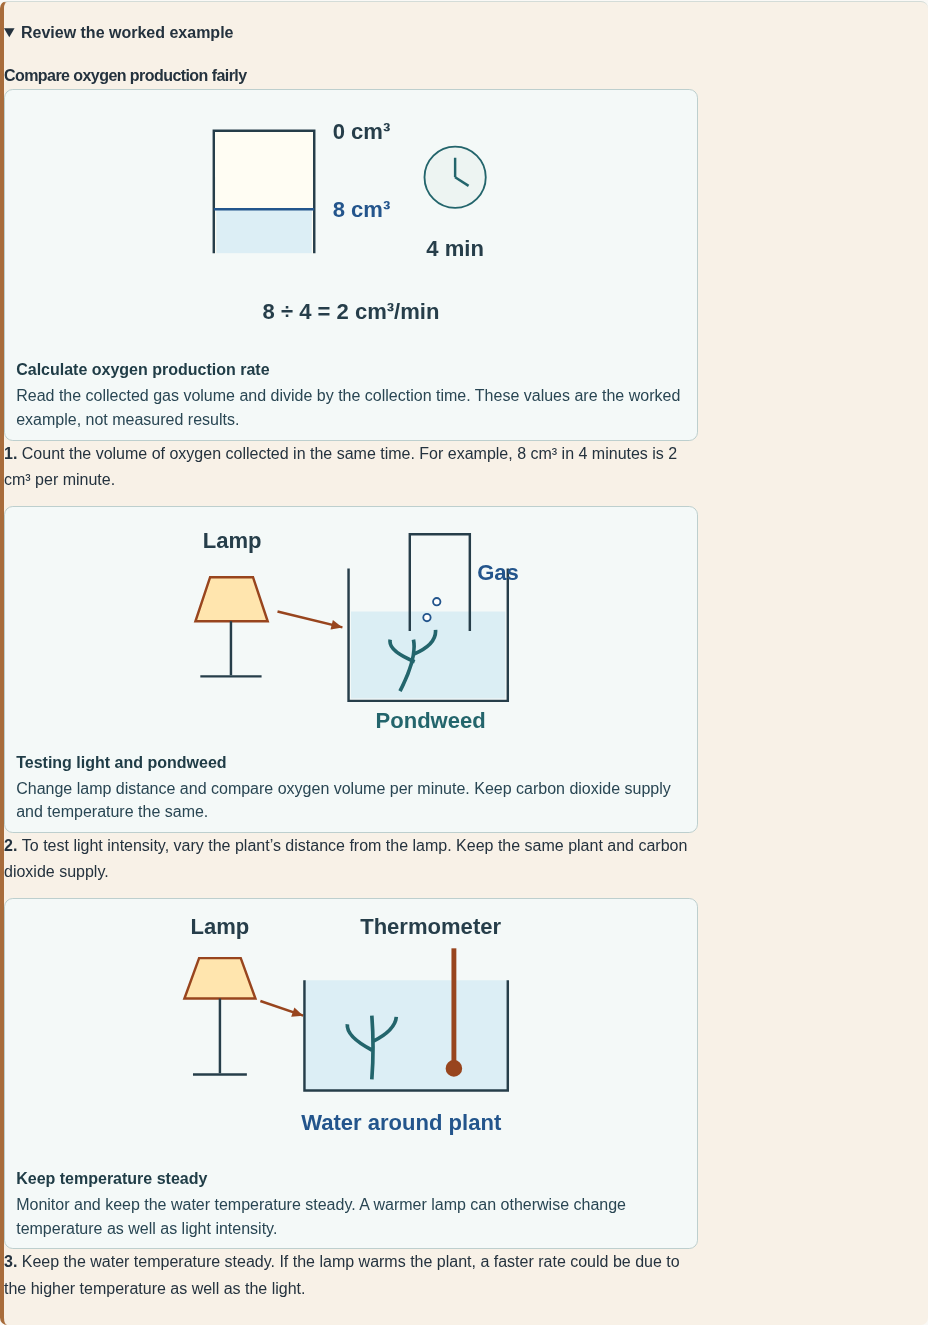 Review the worked example
Compare oxygen production fairly
0 cm³
8 cm³
4 min
8 ÷ 4 = 2 cm³/min
Calculate oxygen production rate
Read the collected gas volume and divide by the collection time. These values are the worked
example, not measured results.
1. Count the volume of oxygen collected in the same time. For example, 8 cm³ in 4 minutes is 2
cm³ per minute.
Lamp
Gas
Pondweed
Testing light and pondweed
Change lamp distance and compare oxygen volume per minute. Keep carbon dioxide supply
and temperature the same.
2. To test light intensity, vary the plant’s distance from the lamp. Keep the same plant and carbon
dioxide supply.
Lamp
Thermometer
Water around plant
Keep temperature steady
Monitor and keep the water temperature steady. A warmer lamp can otherwise change
temperature as well as light intensity.
3. Keep the water temperature steady. If the lamp warms the plant, a faster rate could be due to
the higher temperature as well as the light.